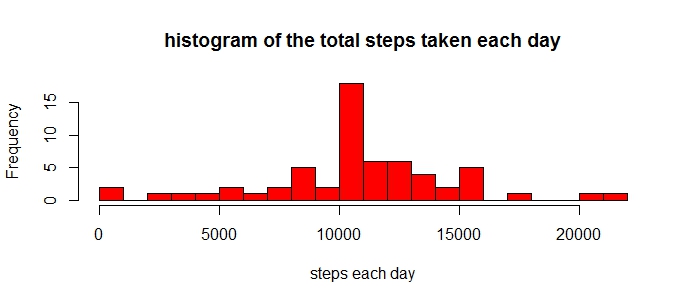 histogram of the total steps taken each day
Frequency
15
10
5
0
0 5000 10000 15000 20000
steps each day